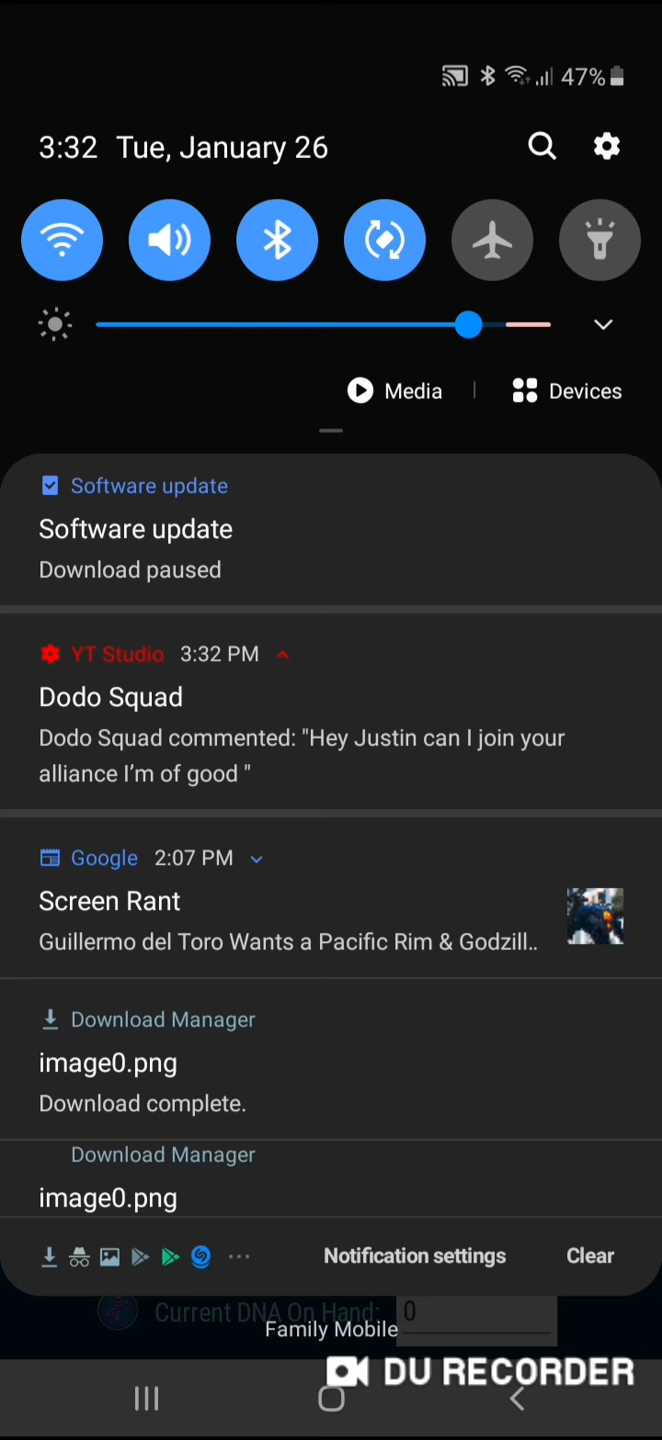 47%
3:32 Tue, January 26
Media | Devices
Software update
Software update
Download paused
YT Studio 3:32 PM
Dodo Squad
Dodo Squad commented: "Hey Justin can I join your
alliance I'm of good "
Google 2:07 PM
Screen Rant
Guillermo del Toro Wants a Pacific Rim & Godzill..
Download Manager
image0.png
Download complete.
Download Manager
image0.png
Notification settings Clear
Current DNA On Hand: 0
Family Mobile
DU RECORDER